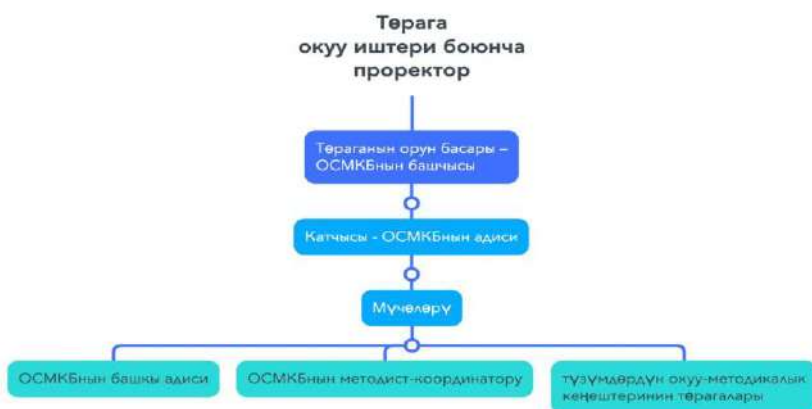 Төрага
окуу иштери боюнча
проректор
Төраганын орун басары –
ОСМКБнын башчысы
Катчысы - ОСМКБнын адиси
Мүчөлөрү
ОСМКБнын башкы адиси
ОСМКБнын методист-координатору
түзүмдөрдүн окуу-методикалык
кеңештеринин төрагалары